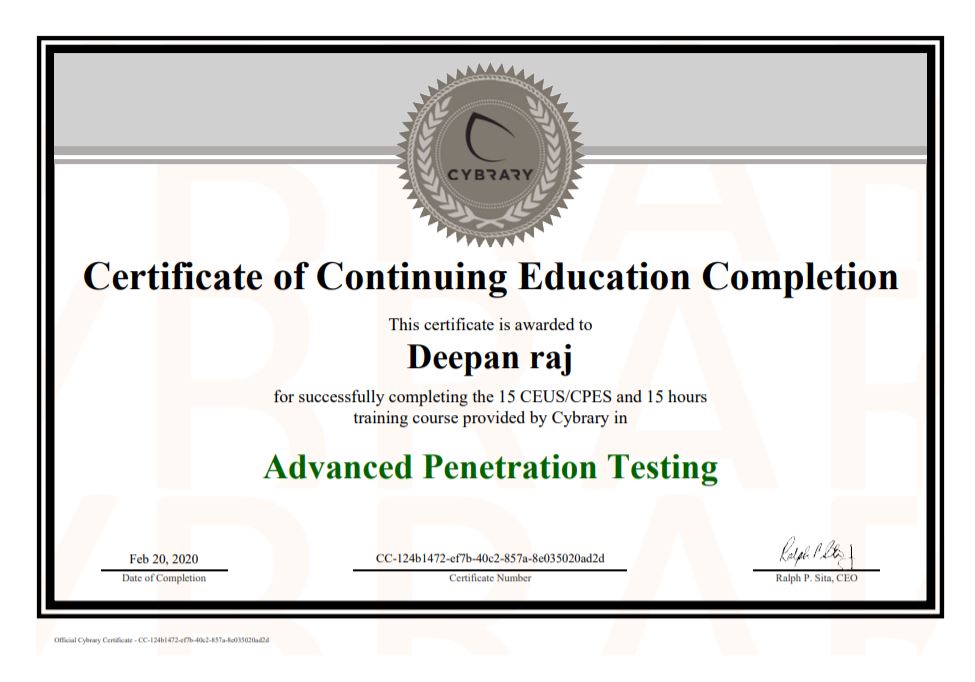 CYBRARY
Certificate of Continuing Education Completion
This certificate is awarded to
Deepan raj
for successfully completing the 15 CEUS/CPES and 15 hours
training course provided by Cybrary in
Advanced Penetration Testing
Feb 20, 2020
Date of Completion
CC-124b1472-ef7b-40c2-857a-8e035020ad2d
Certificate Number
Ralph P. Sita, CEO
Official Cybrary Certificate - CC-124b1472-ef7b-40c2-857a-8e035020ad2d